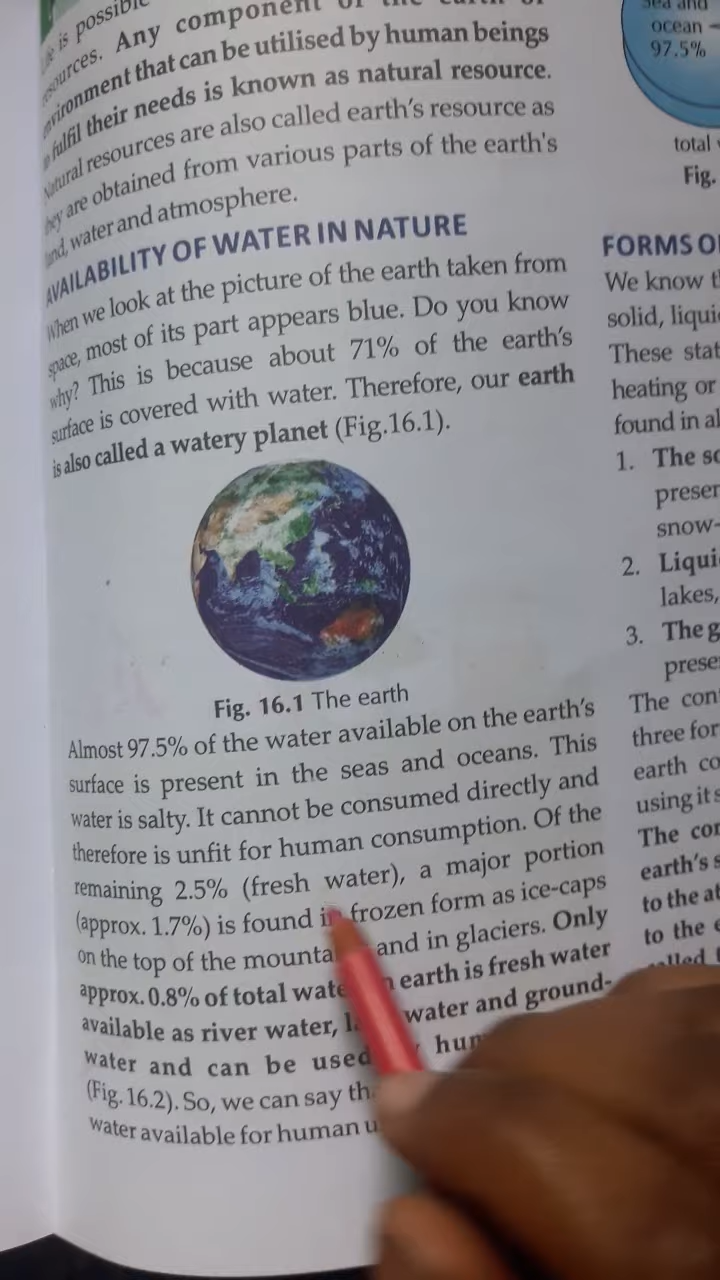 is possible
resources. Any component of the earth or
environment that can be utilised by human beings
fulfil their needs is known as natural resource.
Natural resources are also called earth's resource as
they are obtained from various parts of the earth's
land, water and atmosphere.
AVAILABILITY OF WATER IN NATURE
When we look at the picture of the earth taken from
space, most of its part appears blue. Do you know
why? This is because about 71% of the earth's
surface is covered with water. Therefore, our earth
is also called a watery planet (Fig.16.1).
Fig. 16.1 The earth
Almost 97.5% of the water available on the earth's
surface is present in the seas and oceans. This
water is salty. It cannot be consumed directly and
therefore is unfit for human consumption. Of the
remaining 2.5% (fresh water), a major portion
(approx. 1.7%) is found in frozen form as ice-caps
on the top of the mounta and in glaciers. Only
approx. 0.8% of total wate earth is fresh water
available as river water, water and ground-
water and can be used hum
(Fig. 16.2). So, we can say tha
water available for human u
sea and
ocean
97.5%
total
Fig.
FORMS O
We know t
solid, liqui
These stat
heating or
found in al
1. The so
preser
snow-
2. Liqui
lakes,
3. The g
prese
The con
three for
earth co
using its
The cor
earth's s
to the at
to the e
alled t